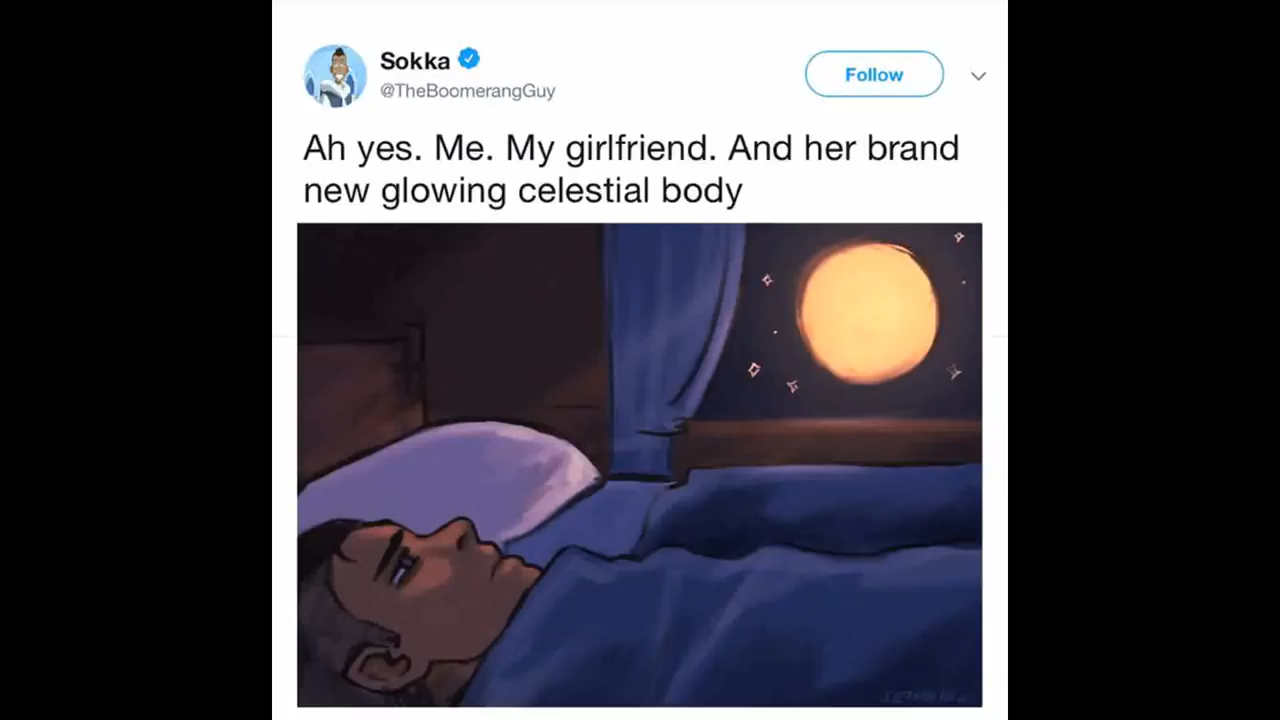 Sokka
@TheBoomerangGuy
Follow
Ah yes. Me. My girlfriend. And her brand
new glowing celestial body